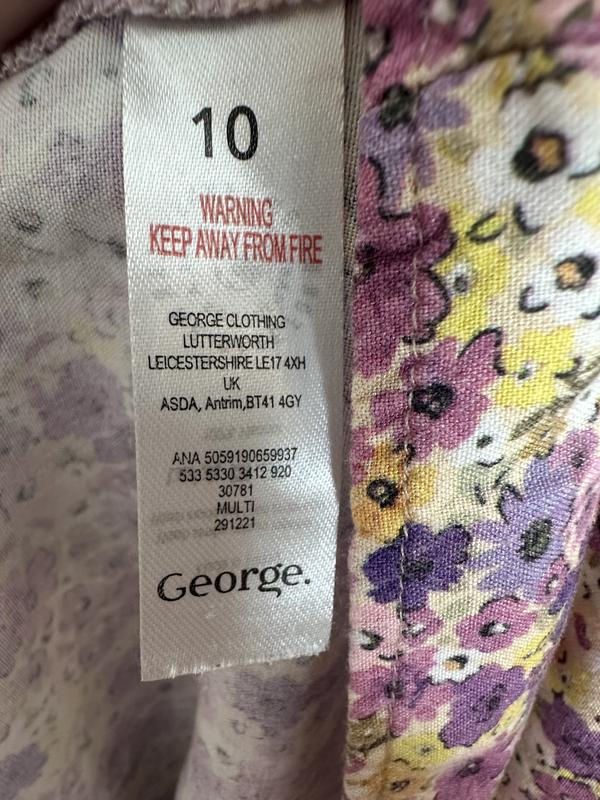 10
WARNING
KEEP AWAY FROM FIRE
GEORGE CLOTHING
LUTTERWORTH
LEICESTERSHIRE LE17 4XH
UK
ASDA, Antrim,BT41 4GY
ANA 5059190659937
533 5330 3412 920
30781
MULTI
291221
George.